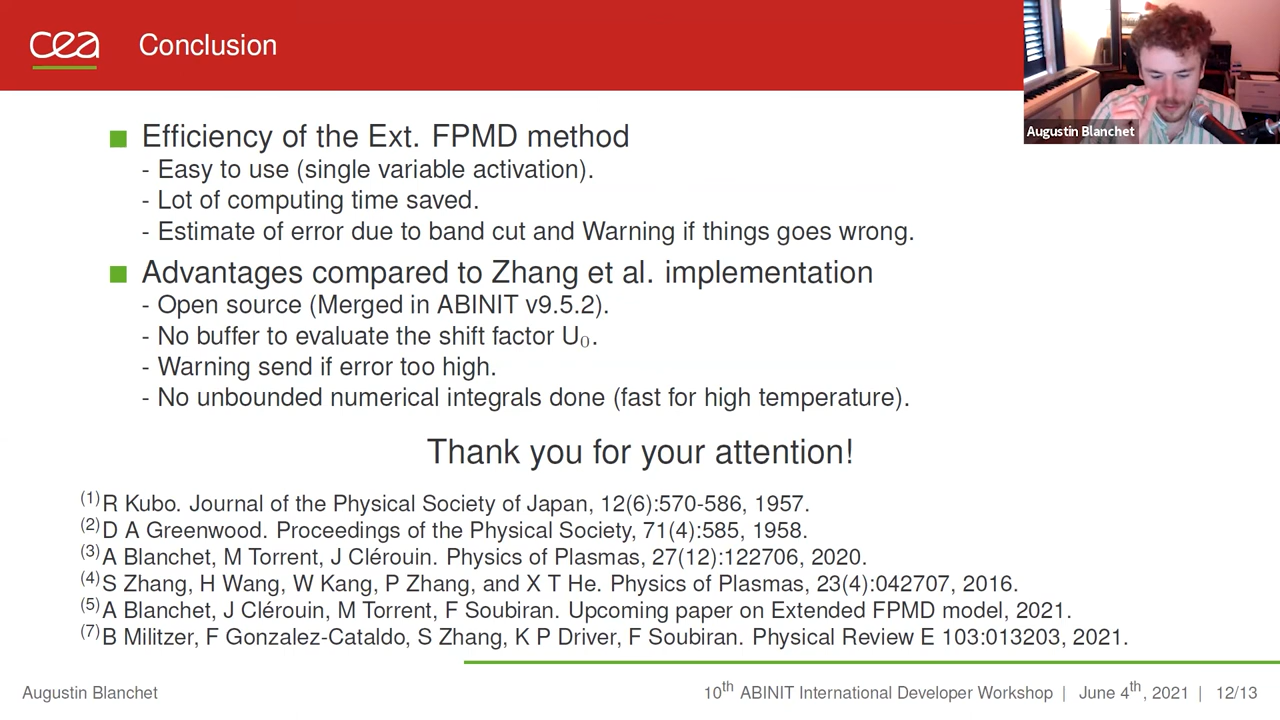 cea
Conclusion
Augustin Blanchet
Efficiency of the Ext. FPMD method
- Easy to use (single variable activation).
- Lot of computing time saved.
- Estimate of error due to band cut and Warning if things goes wrong.
Advantages compared to Zhang et al. implementation
- Open source (Merged in ABINIT v9.5.2).
- No buffer to evaluate the shift factor U₀.
- Warning send if error too high.
- No unbounded numerical integrals done (fast for high temperature).
Thank you for your attention!
(1)R Kubo. Journal of the Physical Society of Japan, 12(6):570-586, 1957.
(2)D A Greenwood. Proceedings of the Physical Society, 71(4):585, 1958.
(3)A Blanchet, M Torrent, J Clérouin. Physics of Plasmas, 27(12):122706, 2020.
(4)S Zhang, H Wang, W Kang, P Zhang, and X T He. Physics of Plasmas, 23(4):042707, 2016.
(5)A Blanchet, J Clérouin, M Torrent, F Soubiran. Upcoming paper on Extended FPMD model, 2021.
(7)B Militzer, F Gonzalez-Cataldo, S Zhang, K P Driver, F Soubiran. Physical Review E 103:013203, 2021.
Augustin Blanchet
10th ABINIT International Developer Workshop | June 4th, 2021 | 12/13